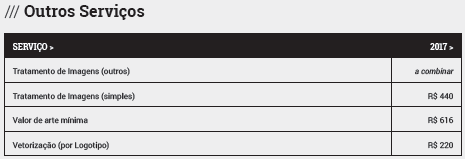 /// Outros Serviços
SERVIÇO > 2017 >
Tratamento de Imagens (outros) a combinar
Tratamento de Imagens (simples) R$ 440
Valor de arte mínima R$ 616
Vetorização (por Logotipo) R$ 220